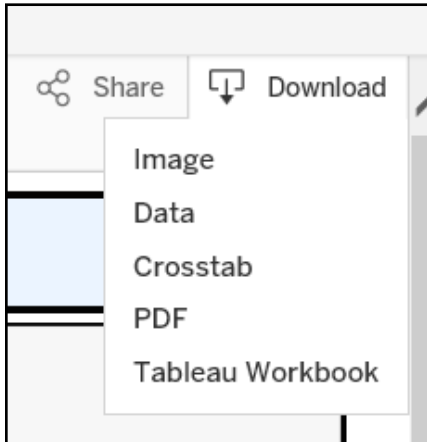 Share
Download
Image
Data
Crosstab
PDF
Tableau Workbook